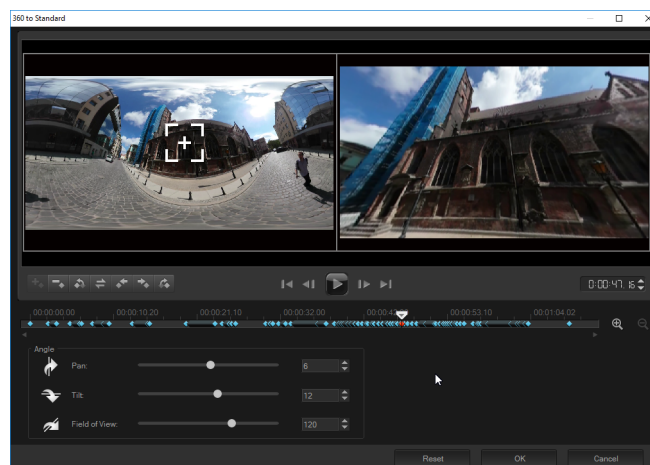 360 to Standard
0:00:47. 16
00:00:00.00 00:00:10.20 00:00:21.10 00:00:32.00 00:00:53.10 00:01:04.02
Angle
Pan: 6
Tilt: 12
Field of View: 120
Reset OK Cancel